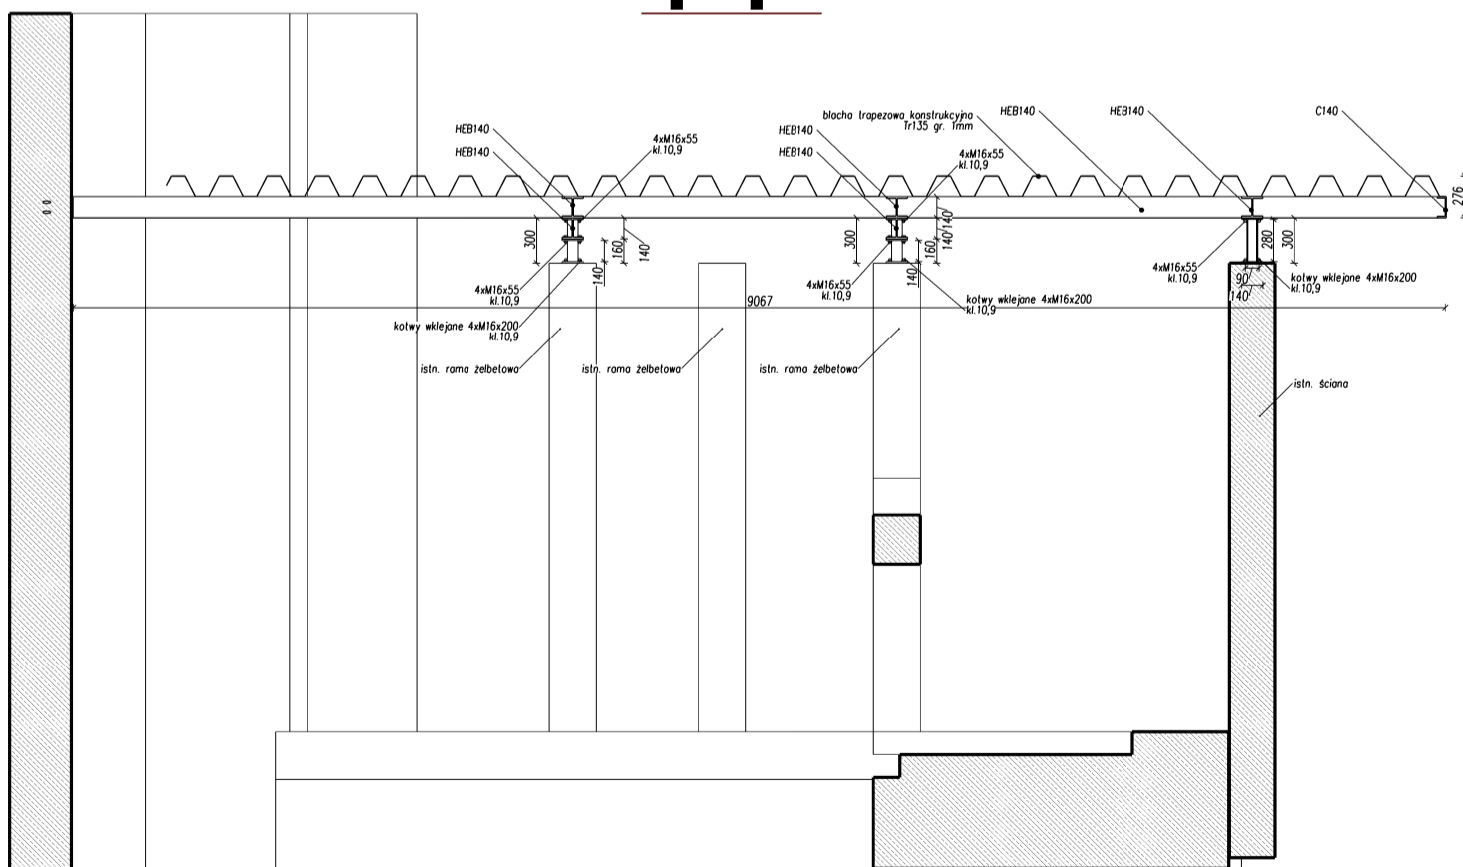 HEB140
HEB140
4xM16x55
kl.10,9
HEB140
HEB140
blacha trapezowa konstrukcyjna
Tr135 gr. 1mm
4xM16x55
kl.10,9
HEB140
HEB140
C140
276
300
160
140
140
4xM16x55
kl.10,9
kotwy wklejane 4xM16x200
kl.10,9
300
140
140
160
140
4xM16x55
kl.10,9
kotwy wklejane 4xM16x200
kl.10,9
280
300
4xM16x55
kl.10,9
90
140
kotwy wklejane 4xM16x200
kl.10,9
9067
istn. rama żelbetowa
istn. rama żelbetowa
istn. rama żelbetowa
istn. ściana